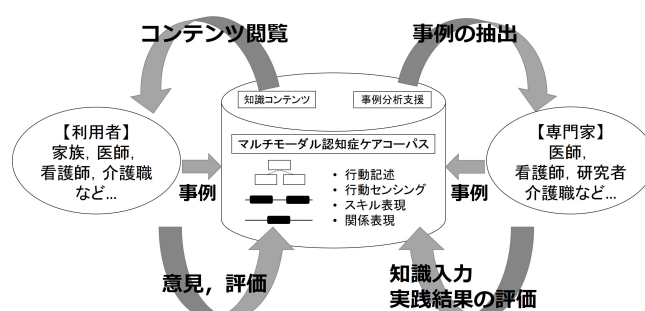 コンテンツ閲覧
事例の抽出
知識コンテンツ
事例分析支援
【利用者】
家族，医師，
看護師，介護職
など...
事例
マルチモーダル認知症ケアコーパス
・ 行動記述
・ 行動センシング
・ スキル表現
・ 関係表現
事例
【専門家】
医師，
看護師，研究者
介護職など...
意見，評価
知識入力
実践結果の評価